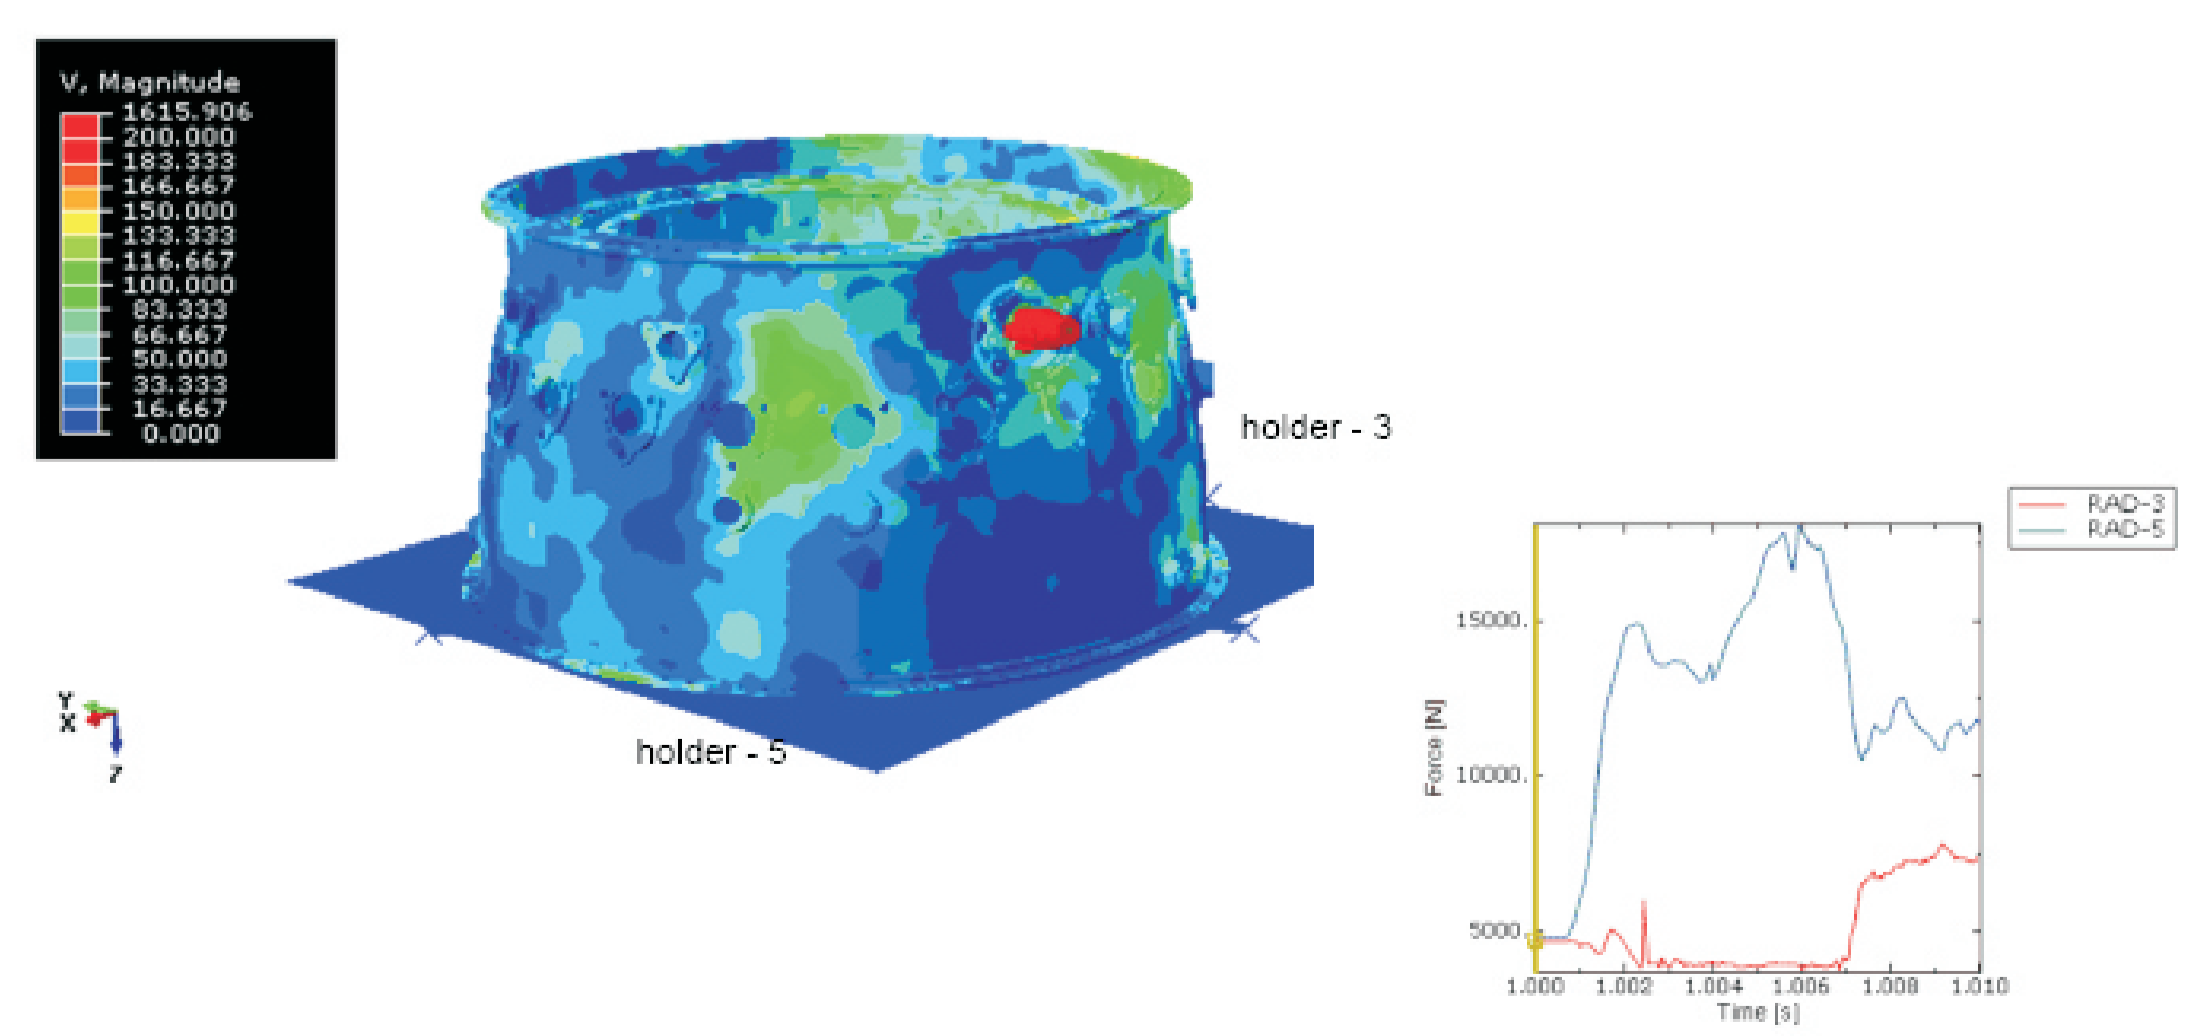 V, Magnitude
1615.906
200.000
183.333
166.667
150.000
133.333
116.667
100.000
83.333
66.667
50.000
33.333
16.667
0.000
holder - 3
holder - 5
Y
X
Z
RAD-3
RAD-5
Force [N]
15000.
10000.
5000.
1.000 1.002 1.004 1.006 1.008 1.010
Time [s]